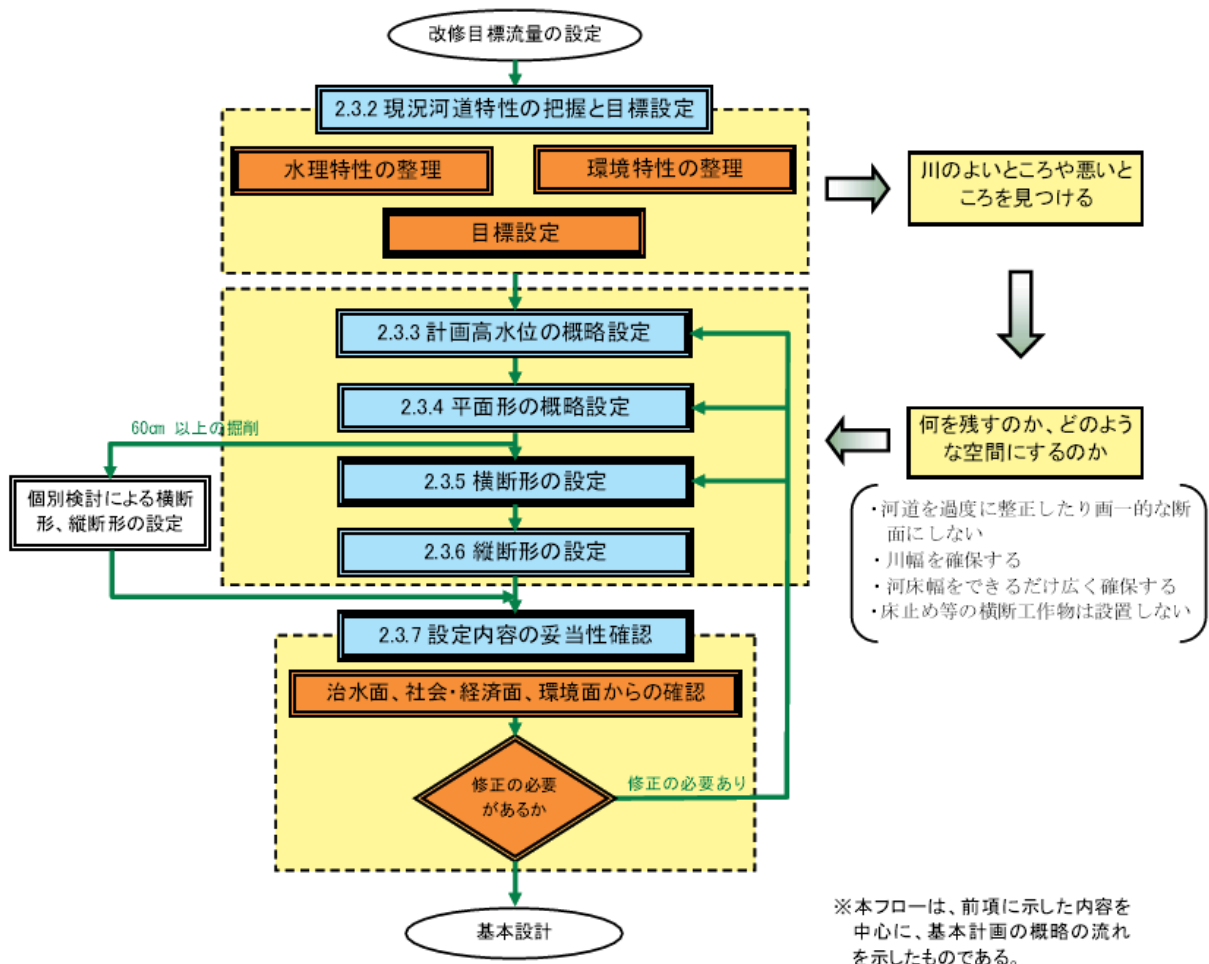 改修目標流量の設定
2.3.2 現況河道特性の把握と目標設定
水理特性の整理
環境特性の整理
目標設定
川のよいところや悪いと
ころを見つける
2.3.3 計画高水位の概略設定
2.3.4 平面形の概略設定
60cm 以上の掘削
2.3.5 横断形の設定
個別検討による横断
形、縦断形の設定
2.3.6 縦断形の設定
何を残すのか、どのよう
な空間にするのか
・河道を過度に整正したり画一的な断
面にしない
・川幅を確保する
・河床幅をできるだけ広く確保する
・床止め等の横断工作物は設置しない
2.3.7 設定内容の妥当性確認
治水面、社会・経済面、環境面からの確認
修正の必要
があるか
修正の必要あり
基本設計
※本フローは、前項に示した内容を
中心に、基本計画の概略の流れ
を示したものである。